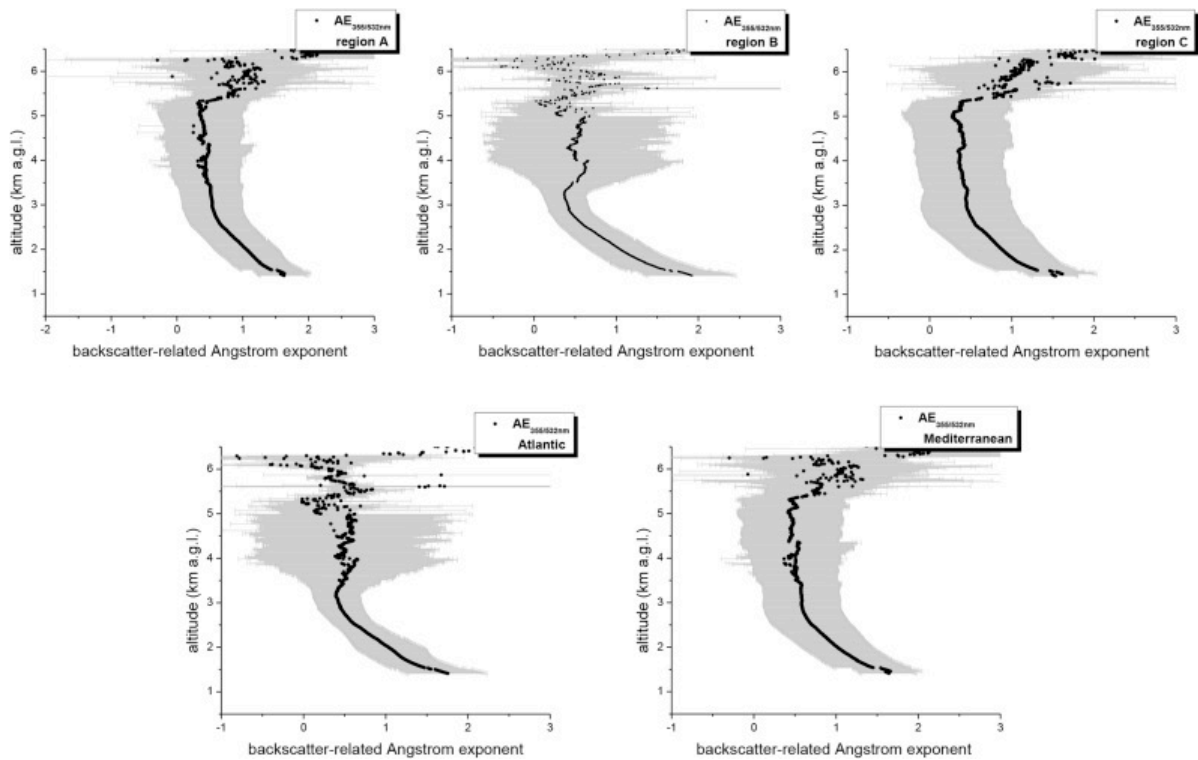 AE355/532nm
region A
6
5
4
3
2
1
altitude (km a.g.l.)
-2
-1
0
1
2
3
backscatter-related Angstrom exponent
AE355/532nm
region B
6
5
4
3
2
1
altitude (km a.g.l.)
-1
0
1
2
3
backscatter-related Angstrom exponent
AE355/532nm
region C
6
5
4
3
2
1
altitude (km a.g.l.)
-1
0
1
2
3
backscatter-related Angstrom exponent
AE355/532nm
Atlantic
6
5
4
3
2
1
altitude (km a.g.l.)
-1
0
1
2
3
backscatter-related Angstrom exponent
AE355/532nm
Mediterranean
6
5
4
3
2
1
altitude (km a.g.l.)
-1
0
1
2
3
backscatter-related Angstrom exponent